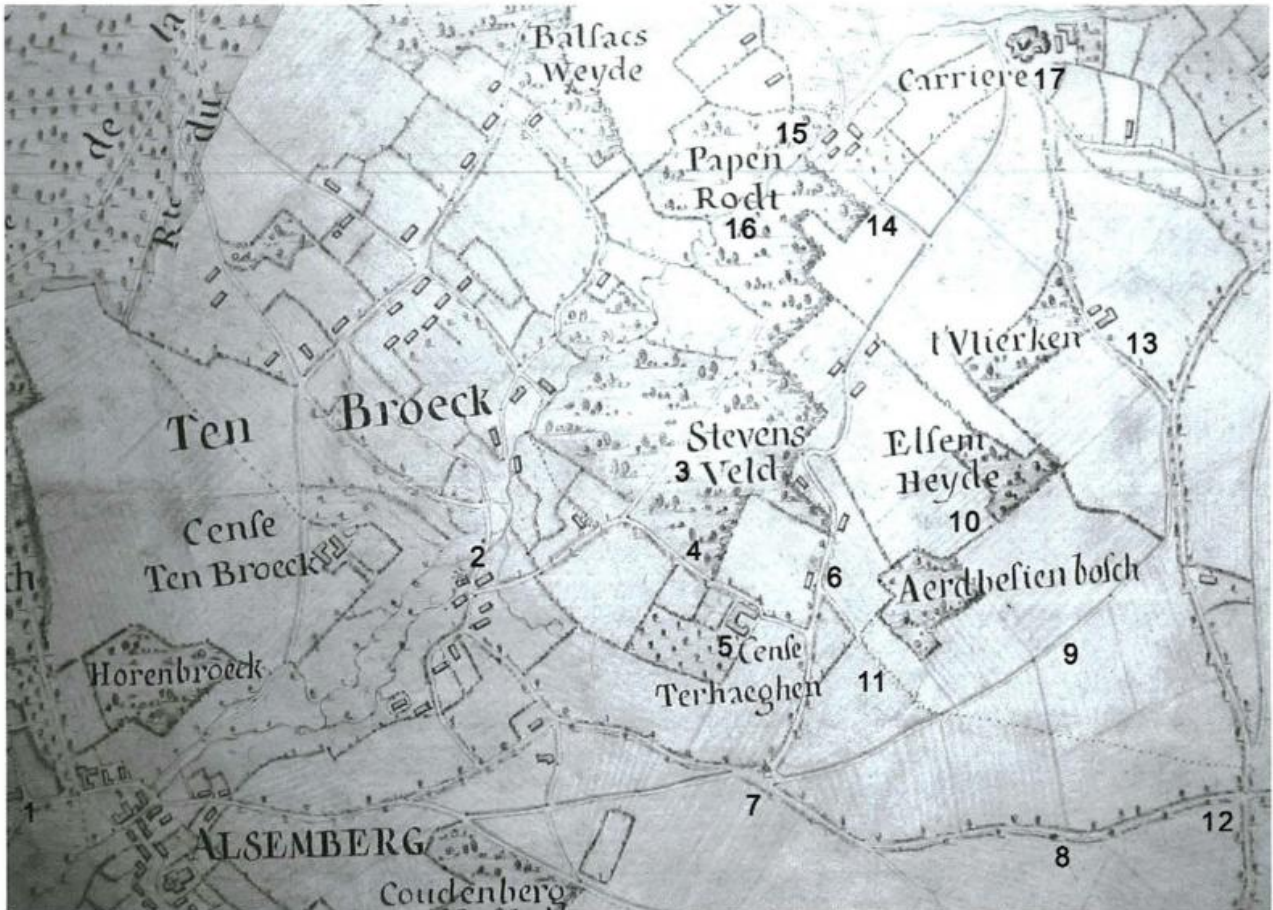 la
de
du
Balsacs
Weyde
Carriere 17
15
Papen
Rodt
16
14
t'Vlierken
13
Ten Broeck
Stevens
3 Veld
Elsem
Heyde
10
Cense
Ten Broeck
2
4
6
Aerdbesien bosch
5 Cense
Terhaeghen
11
9
Horenbroeck
1
7
12
8
ALSEMBERG
Coudenberg